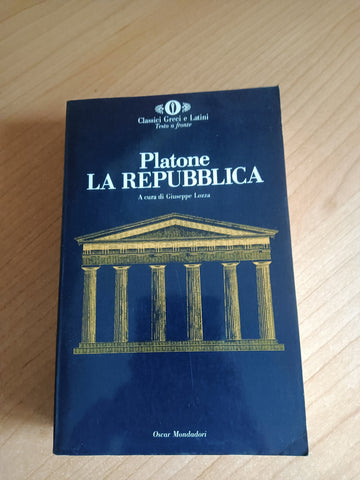 Classici Greci e Latini
Testo a fronte
Platone
LA REPUBBLICA
A cura di Giuseppe Lozza
Oscar Mondadori